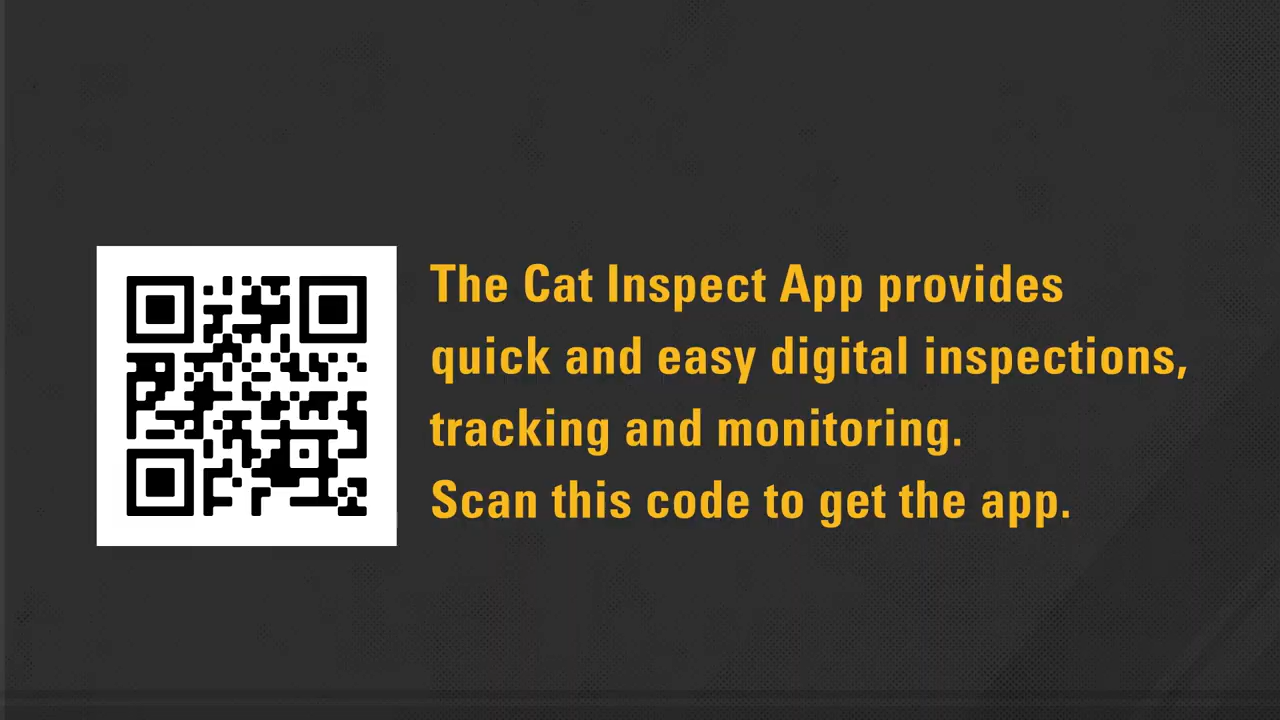 The Cat Inspect App provides
quick and easy digital inspections,
tracking and monitoring.
Scan this code to get the app.